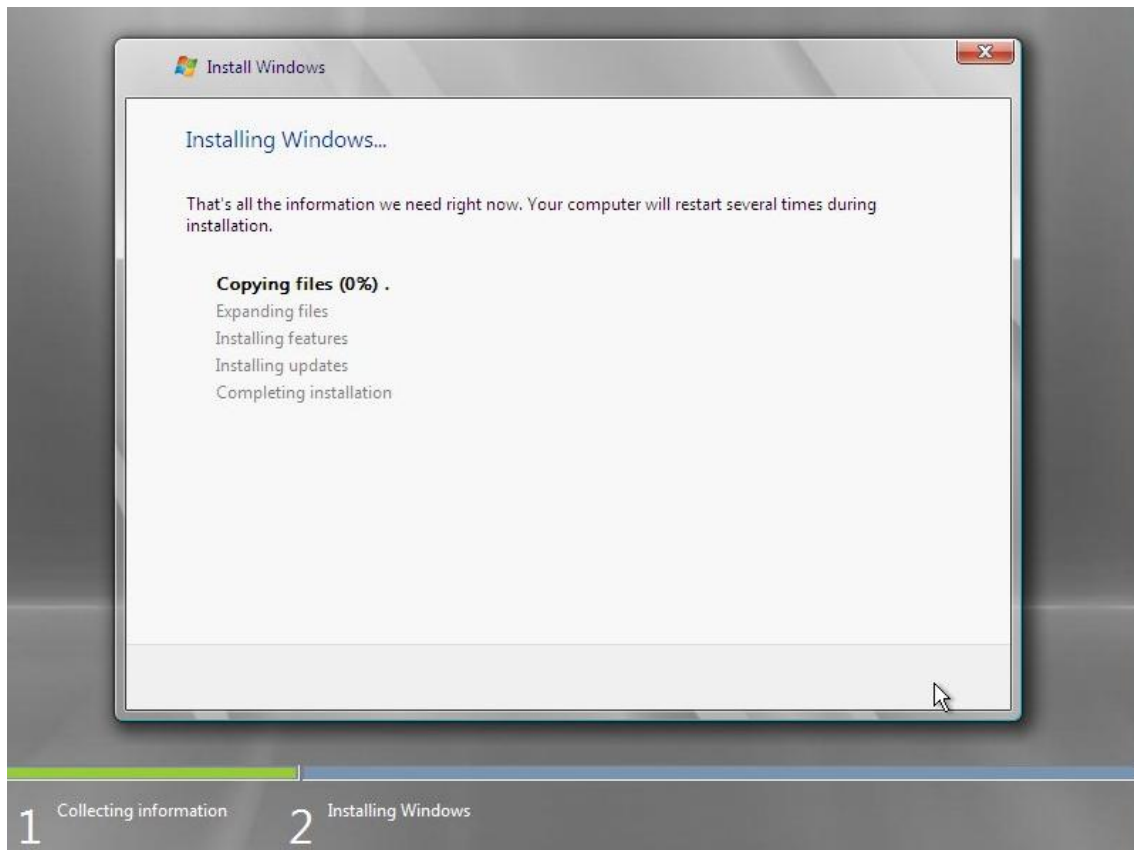 Install Windows
Installing Windows...
That's all the information we need right now. Your computer will restart several times during
installation.
Copying files (0%) .
Expanding files
Installing features
Installing updates
Completing installation
1 Collecting information 2 Installing Windows